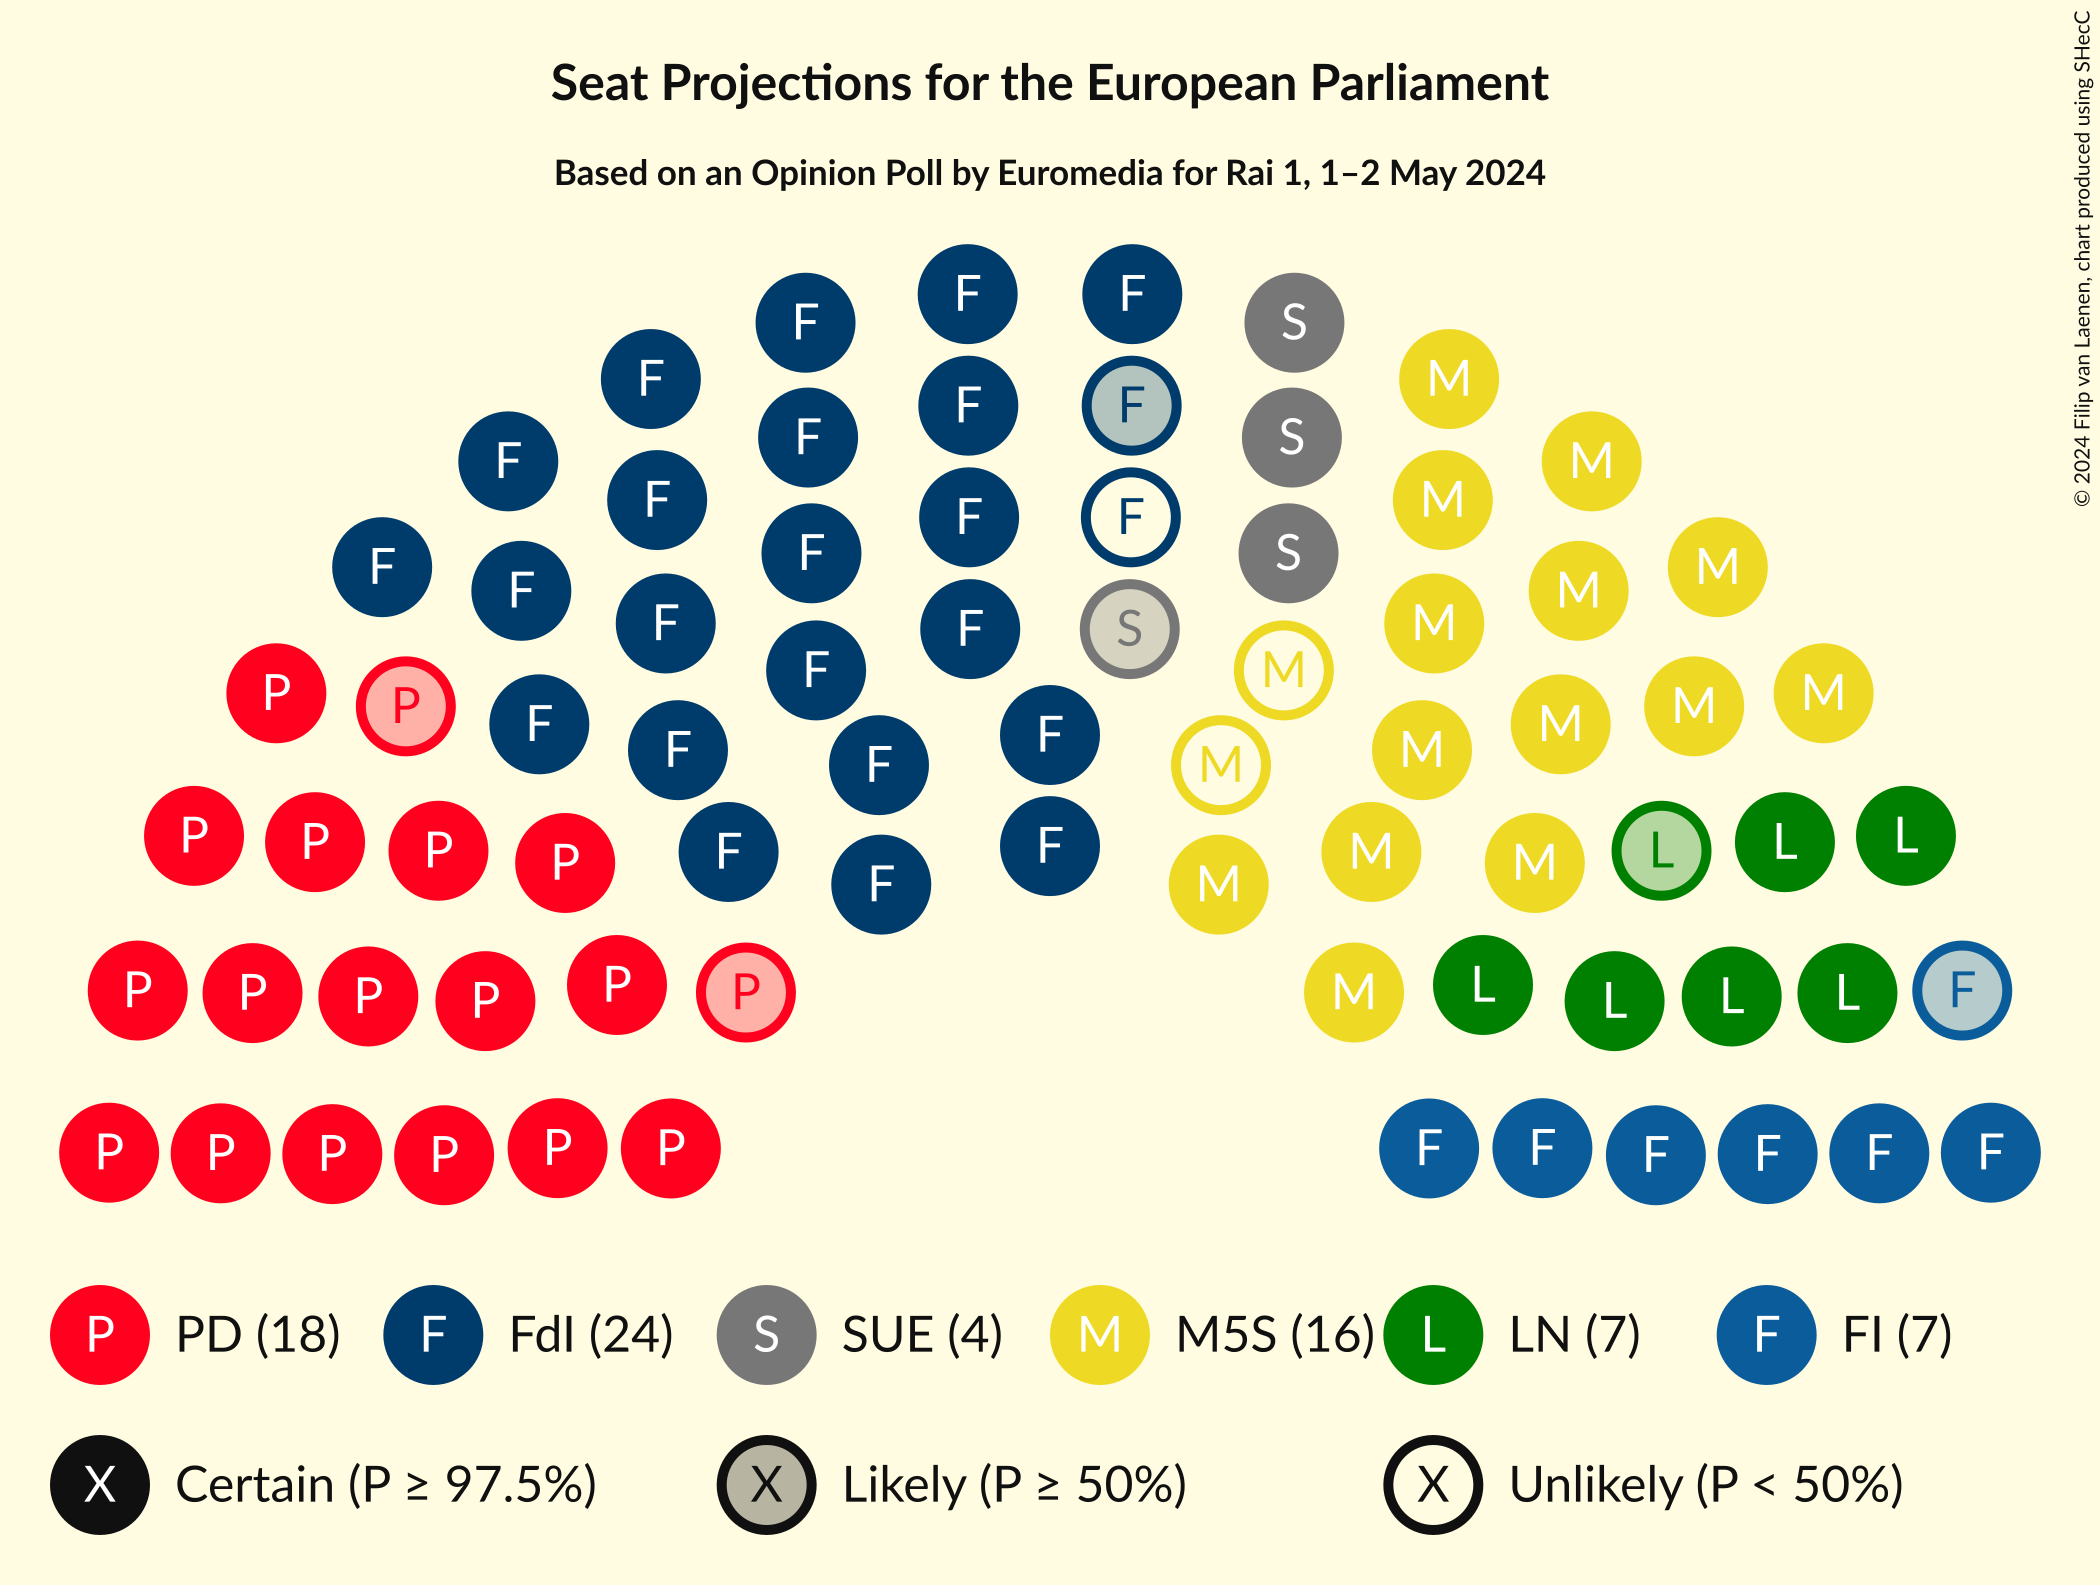 Seat Projections for the European Parliament
Based on an Opinion Poll by Euromedia for Rai 1, 1–2 May 2024
© 2024 Filip van Laenen, chart produced using SHecC
F F
F S
F M
F F
F S
F M
F F
F M
F F
F S
F M
F M
F M
F S
P M
P F M M
F M
F M
F
F M
P L
P L
P L
P M
F M
F
F M
P L
P P P L
P P L L
F M
P F
P P P P F F
P P F F F F
P PD (18) F FdI (24) S SUE (4) M M5S (16) L LN (7) F FI (7)
X Certain (P ≥ 97.5%) X Likely (P ≥ 50%) X Unlikely (P < 50%)